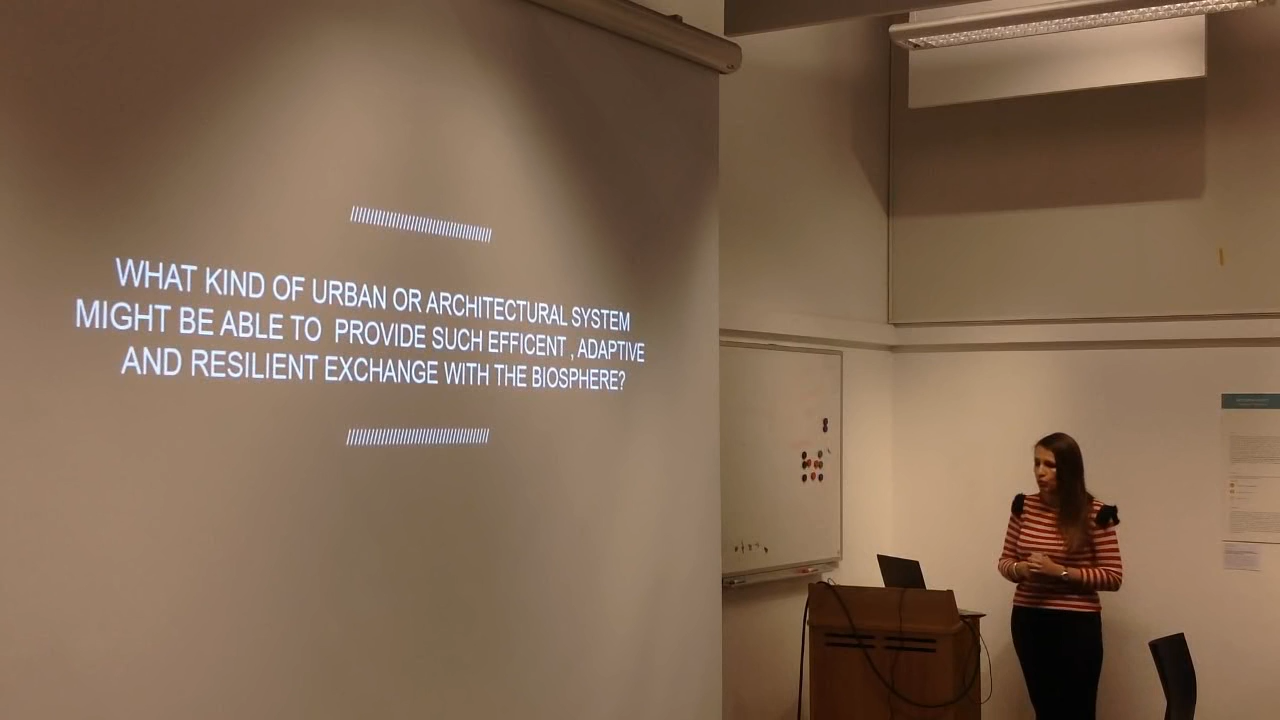 ////////////////////////////////////////
WHAT KIND OF URBAN OR ARCHITECTURAL SYSTEM
MIGHT BE ABLE TO  PROVIDE SUCH EFFICENT , ADAPTIVE
AND RESILIENT EXCHANGE WITH THE BIOSPHERE?
////////////////////////////////////////